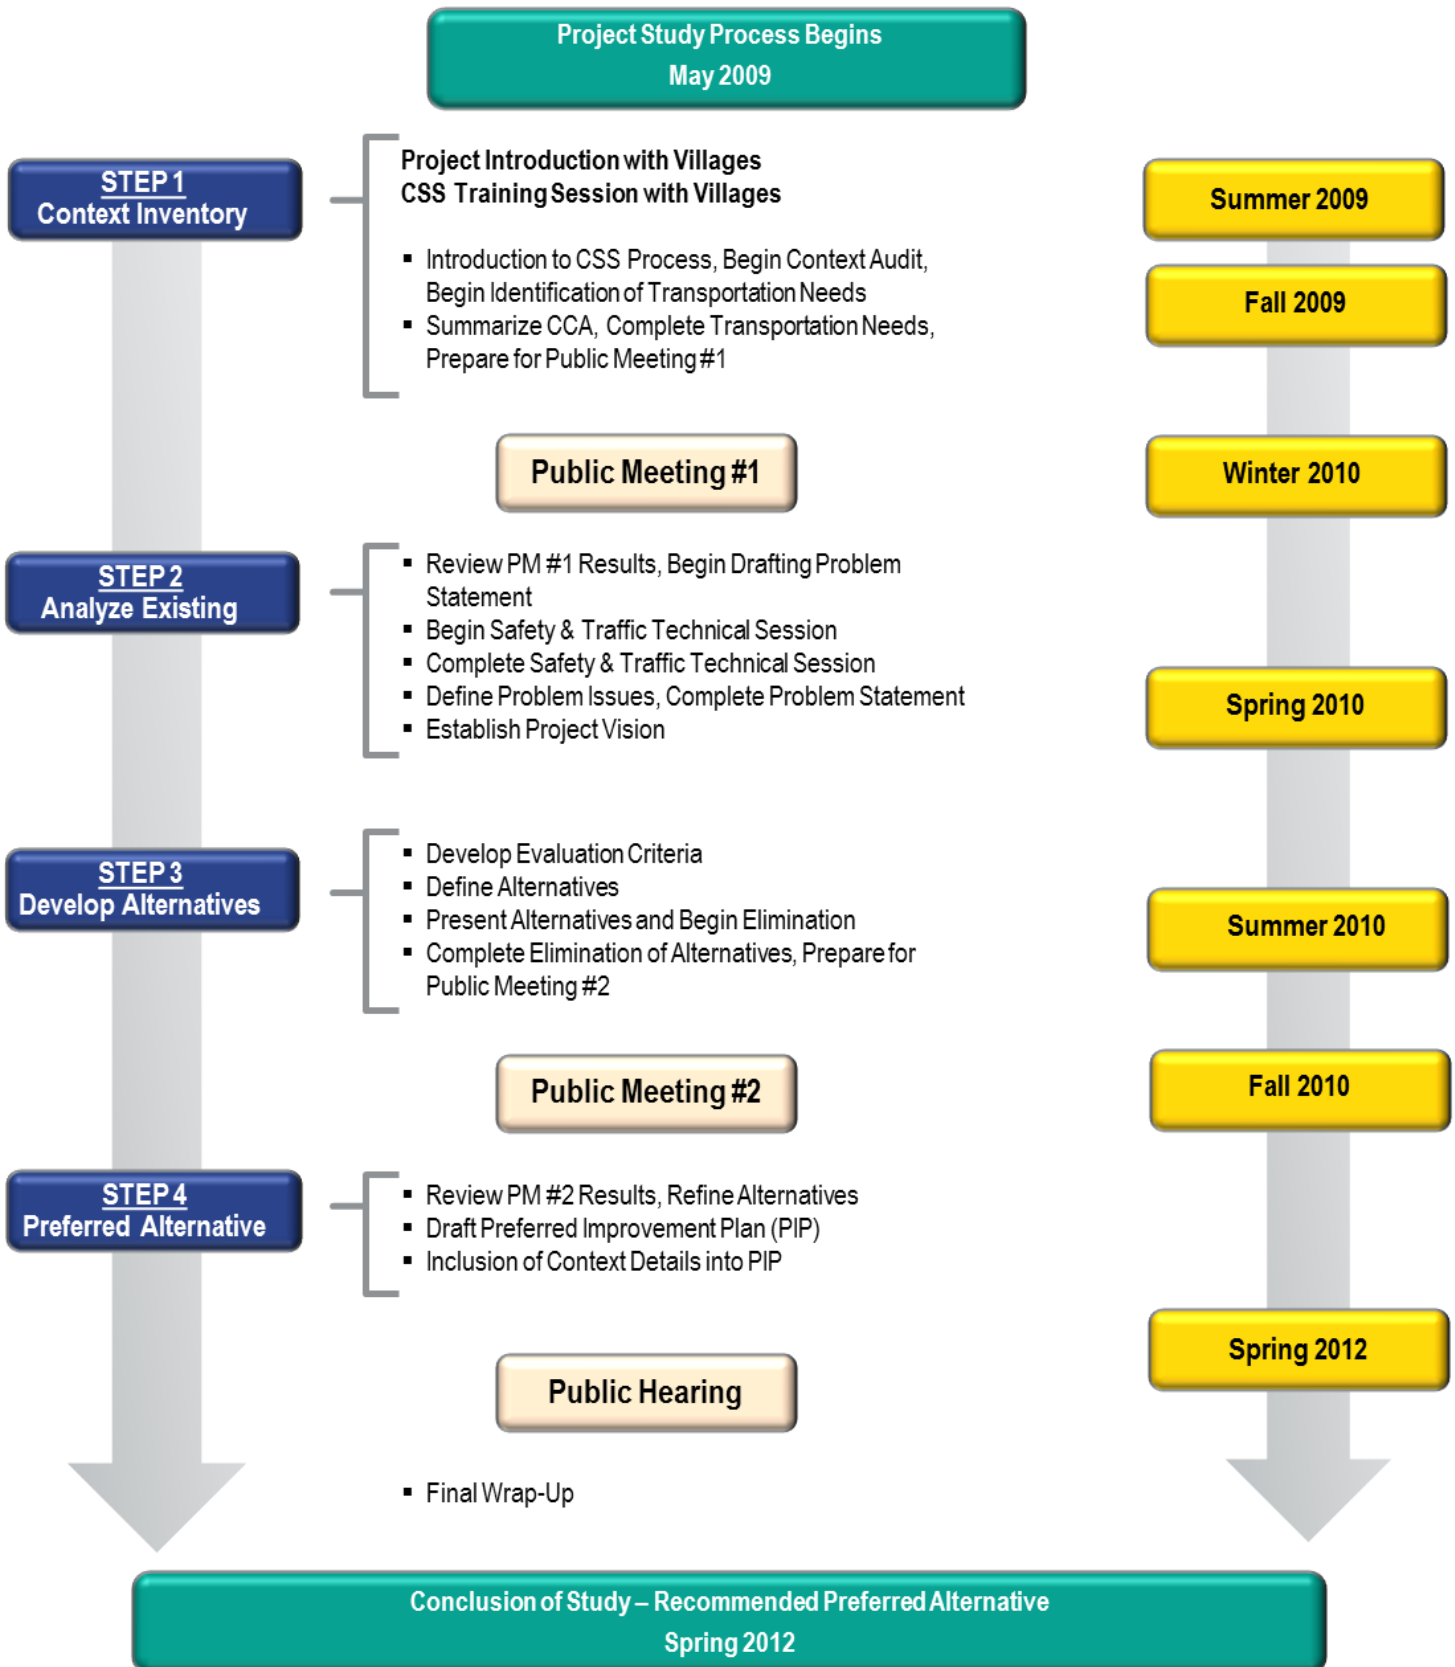 Project Study Process Begins
May 2009
STEP 1
Context Inventory
Project Introduction with Villages
CSS Training Session with Villages
▪ Introduction to CSS Process, Begin Context Audit,
Begin Identification of Transportation Needs
▪ Summarize CCA, Complete Transportation Needs,
Prepare for Public Meeting #1
Summer 2009
Fall 2009
Public Meeting #1
Winter 2010
STEP 2
Analyze Existing
▪ Review PM #1 Results, Begin Drafting Problem
Statement
▪ Begin Safety & Traffic Technical Session
▪ Complete Safety & Traffic Technical Session
▪ Define Problem Issues, Complete Problem Statement
▪ Establish Project Vision
Spring 2010
STEP 3
Develop Alternatives
▪ Develop Evaluation Criteria
▪ Define Alternatives
▪ Present Alternatives and Begin Elimination
▪ Complete Elimination of Alternatives, Prepare for
Public Meeting #2
Summer 2010
Public Meeting #2
Fall 2010
STEP 4
Preferred Alternative
▪ Review PM #2 Results, Refine Alternatives
▪ Draft Preferred Improvement Plan (PIP)
▪ Inclusion of Context Details into PIP
Public Hearing
Spring 2012
▪ Final Wrap-Up
Conclusion of Study – Recommended Preferred Alternative
Spring 2012